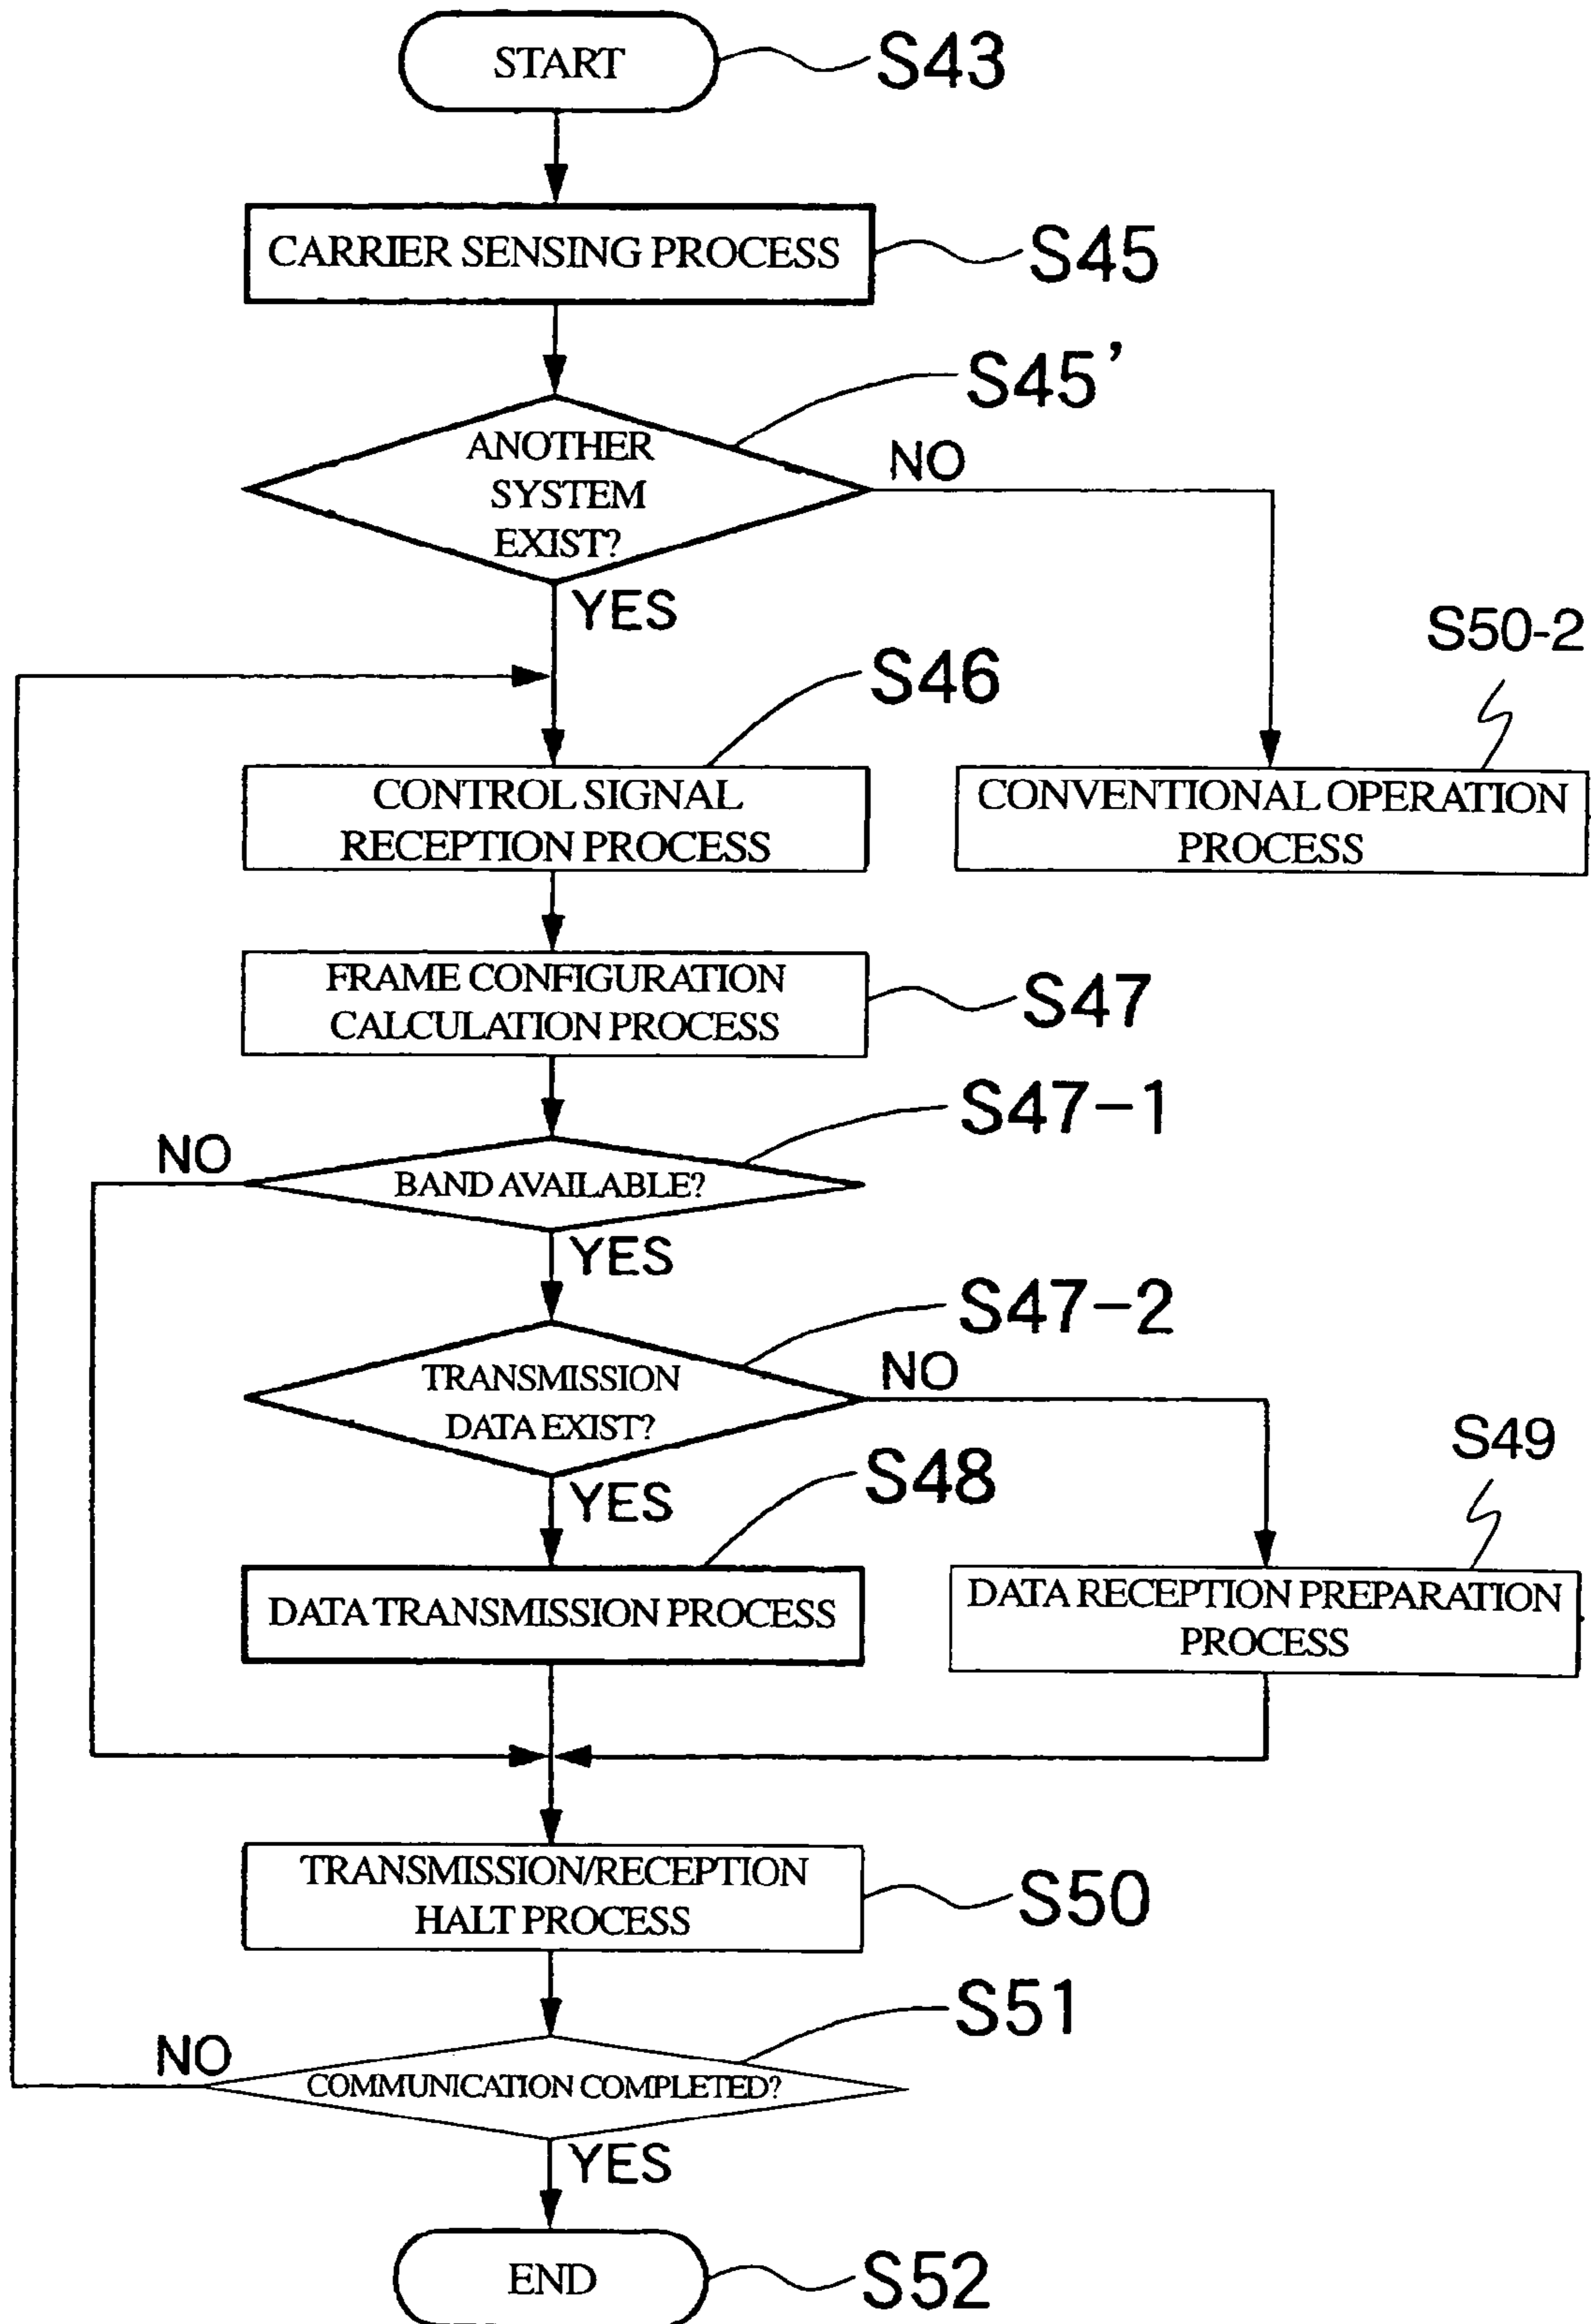 START
S43
CARRIER SENSING PROCESS
S45
S45'
ANOTHER
SYSTEM
EXIST?
NO
YES
S50-2
S46
CONTROL SIGNAL
RECEPTION PROCESS
CONVENTIONAL OPERATION
PROCESS
FRAME CONFIGURATION
CALCULATION PROCESS
S47
S47-1
NO
BAND AVAILABLE?
YES
S47-2
TRANSMISSION
DATA EXIST?
NO
S49
S48
YES
DATA TRANSMISSION PROCESS
DATA RECEPTION PREPARATION
PROCESS
TRANSMISSION/RECEPTION
HALT PROCESS
S50
S51
NO
COMMUNICATION COMPLETED?
YES
END
S52